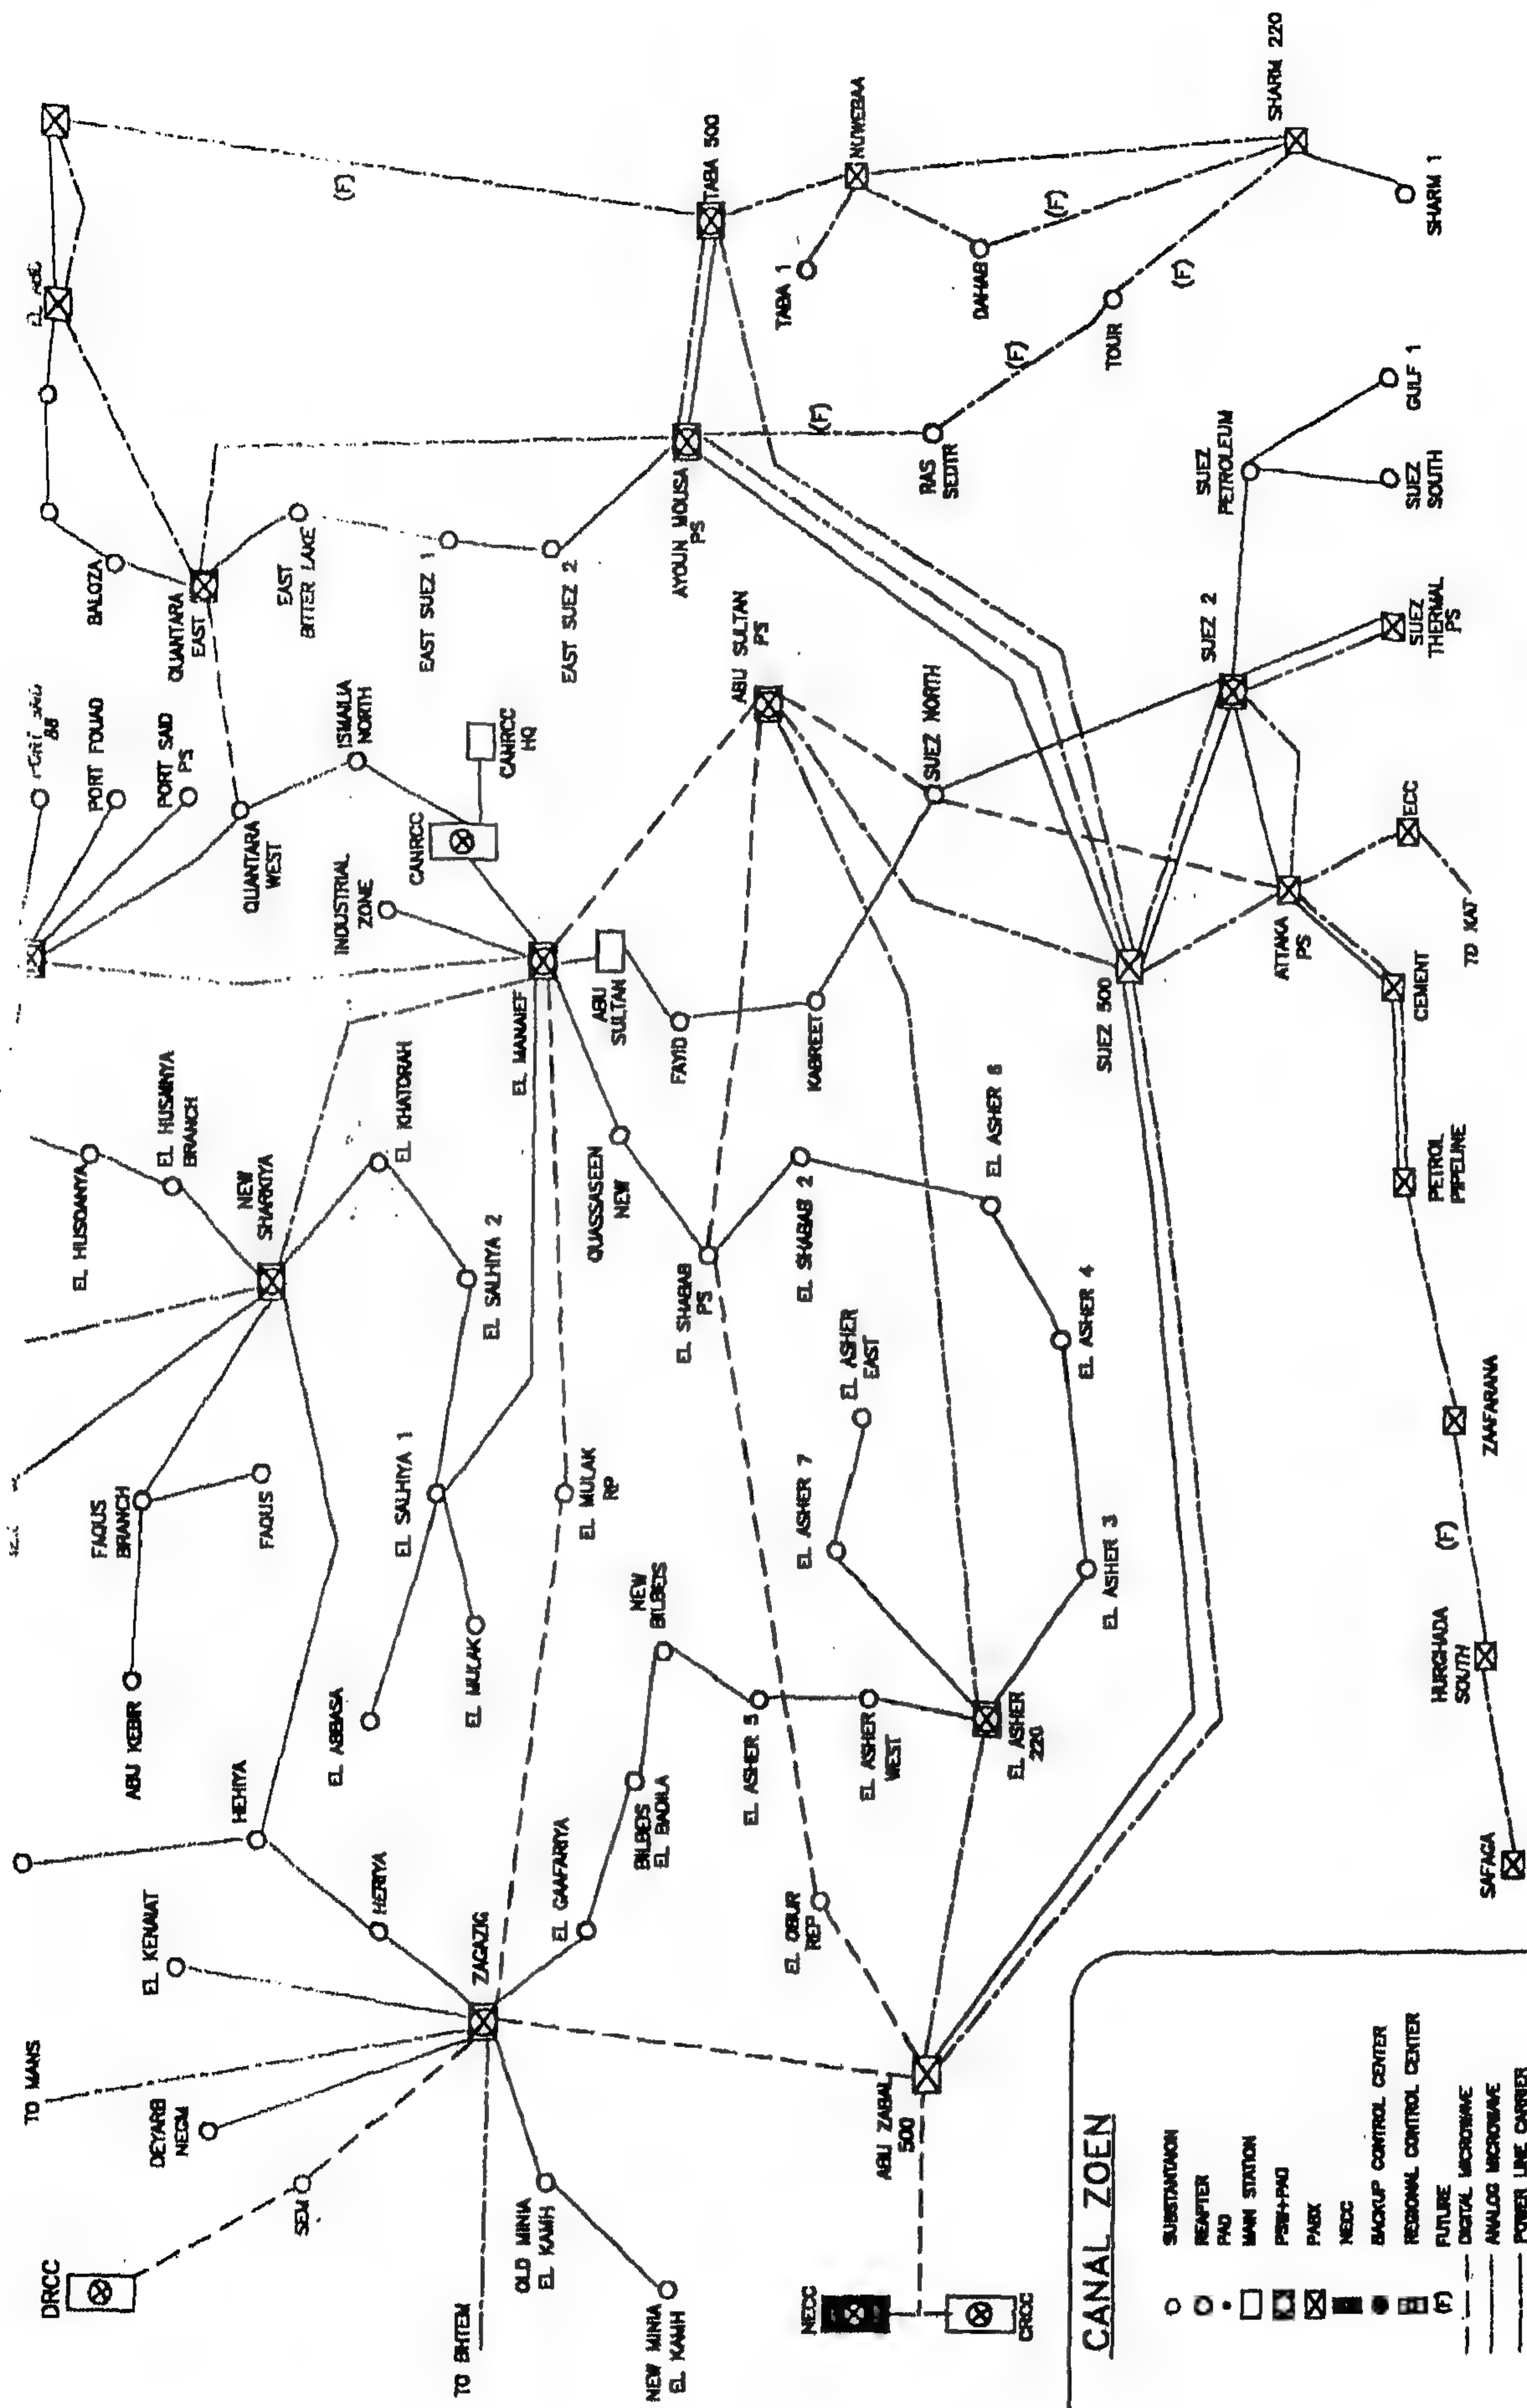 DRCC
TO MANS
EL KENAIAT
DEYARB
NEGM
SEM
HERIYA
HEHIYA
ABU KEBIR
FAQUS
BRANCH
FAQUS
EL HUSDANYA
EL HUSAINYA
BRANCH
NEW
SHARKIYA
EL KHATORAH
EL SALHIYA 2
EL SALHIYA 1
EL ABBASA
EL MULAK
EL MULAK
RP
ZAGAZIG
TO BHTEM
OLD MINIA
EL KAMH
NEW MINIA
EL KAMH
EL GAAFARIYA
BILBEIS
EL BADILA
NEW
BILBEIS
EL ASHER 5
EL ASHER
WEST
EL ASHER
220
EL ASHER 7
EL ASHER
EAST
EL ASHER 3
EL ASHER 4
EL ASHER 6
EL SHABAB 2
EL SHABAB
PS
QUASSASEEN
NEW
EL OBUR
REP
ABU ZABAL
500
NECC
CRCC
PORT FOUAD
PORT SAID
PS
QUANTARA
WEST
ISMAILIA
NORTH
INDUSTRIAL
ZONE
CANRCC
CANRCC
HQ
EL MANAIEF
ABU
SULTAN
FAYID
KABREET
BALOZA
QUANTARA
EAST
EAST
BITTER LAKE
EAST SUEZ 1
EAST SUEZ 2
AYOUN MOUSA
PS
ABU SULTAN
PS
SUEZ NORTH
SUEZ 500
(F)
TABA 500
NUWEBAA
TABA 1
DAHAB
(F)
SHARM 220
SHARM 1
(F)
TOUR
(F)
(F)
RAS
SEDTR
SUEZ
PETROLEUM
GULF 1
SUEZ
SOUTH
SUEZ 2
SUEZ
THERMAL
PS
ECC
TO KAT
ATTAKA
PS
CEMENT
PETROL
PIPELINE
ZAAFARANA
(F)
HURGHADA
SOUTH
SAFAGA
CANAL ZOEN
SUBSTANTAION
REAPTER
PAD
MAIN STATION
PSW+PAD
PABX
NECC
BACKUP CONTROL CENTER
REGIONAL CONTROL CENTER
(F) FUTURE
DIGITAL MICROWAVE
ANALOG MICROWAVE
POWER LINE CARRIER